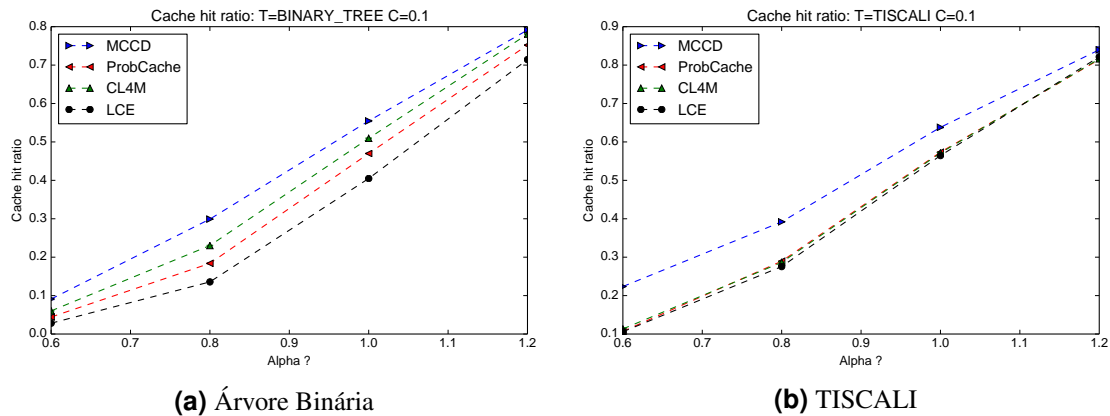 Cache hit ratio: T=BINARY_TREE C=0.1
0.8
0.7
0.6
0.5
0.4
0.3
0.2
0.1
0.0
Cache hit ratio
MCCD
ProbCache
CL4M
LCE
0.6 0.7 0.8 0.9 1.0 1.1 1.2
Alpha ?
(a) Árvore Binária
Cache hit ratio: T=TISCALI C=0.1
0.9
0.8
0.7
0.6
0.5
0.4
0.3
0.2
0.1
Cache hit ratio
MCCD
ProbCache
CL4M
LCE
0.6 0.7 0.8 0.9 1.0 1.1 1.2
Alpha ?
(b) TISCALI